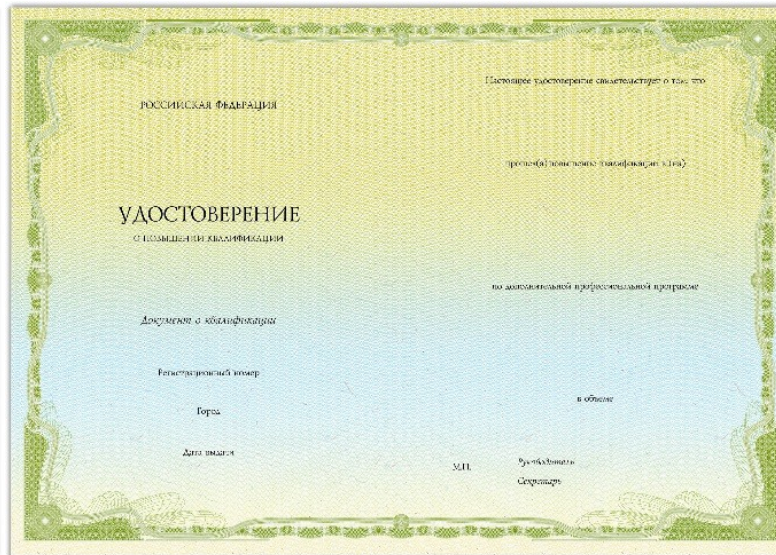 РОССИЙСКАЯ ФЕДЕРАЦИЯ
УДОСТОВЕРЕНИЕ
О ПОВЫШЕНИИ КВАЛИФИКАЦИИ
Документ о квалификации
Регистрационный номер
Город
Дата выдачи
Настоящее удостоверение свидетельствует о том, что
прошел(а) повышение квалификации в (на)
по дополнительной профессиональной программе
в объеме
М.П.
Руководитель
Секретарь